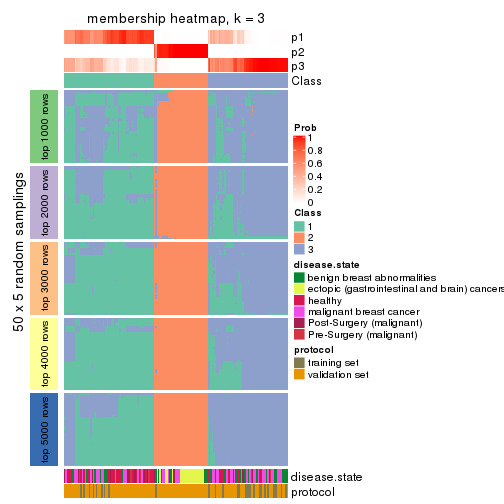 membership heatmap, k = 3
p1
p2
p3
Class
50 x 5 random samplings
top 1000 rows
top 2000 rows
top 3000 rows
top 4000 rows
top 5000 rows
Prob
1
0.8
0.6
0.4
0.2
0
Class
1
2
3
disease.state
benign breast abnormalities
ectopic (gastrointestinal and brain) cancers
healthy
malignant breast cancer
Post-Surgery (malignant)
Pre-Surgery (malignant)
protocol
training set
validation set
disease.state
protocol